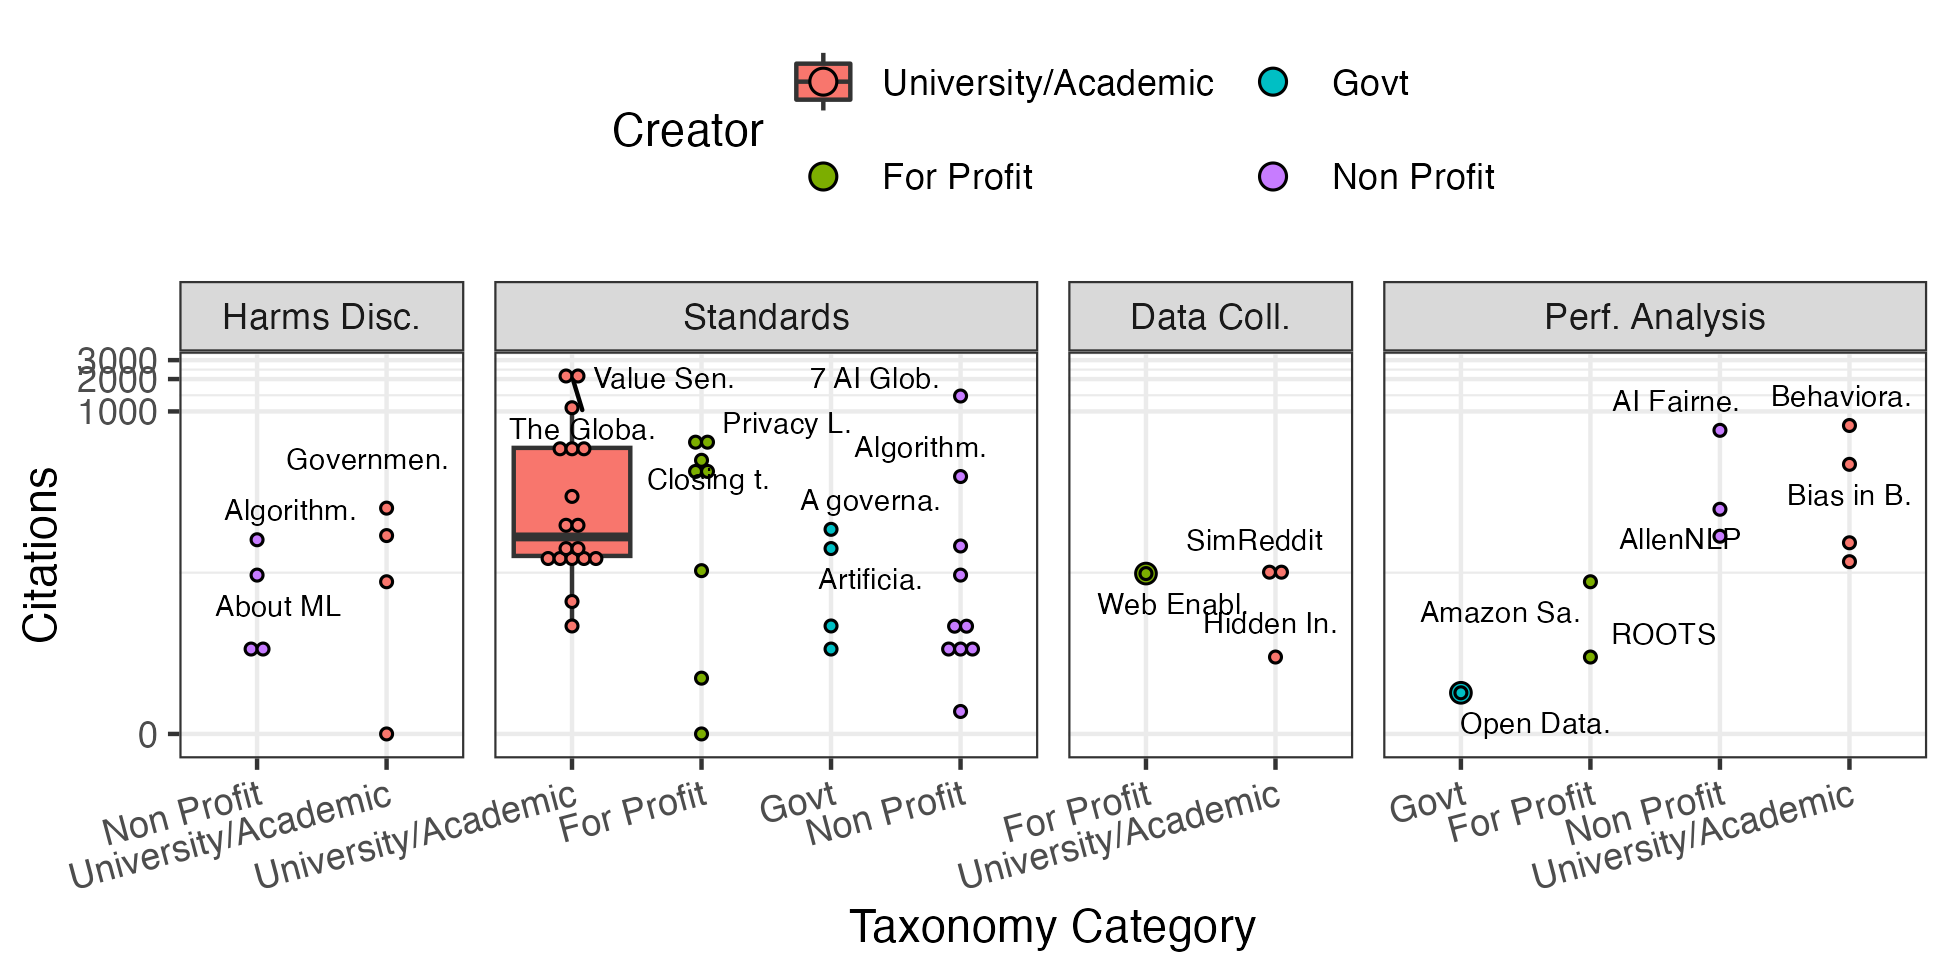 Creator
University/Academic
For Profit
Govt
Non Profit
Harms Disc.
Standards
Data Coll.
Perf. Analysis
Citations
3000
2000
1000
0
Governmen.
Algorithm.
About ML
Value Sen.
The Globa.
Privacy L.
Closing t.
7 AI Glob.
Algorithm.
A governa.
Artificia.
SimReddit
Web Enabl.
Hidden In.
AI Fairne.
Behaviora.
Bias in B.
AllenNLP
Amazon Sa.
ROOTS
Open Data.
Non Profit
University/Academic
University/Academic
For Profit
Govt
Non Profit
For Profit
University/Academic
Govt
For Profit
Non Profit
University/Academic
Taxonomy Category